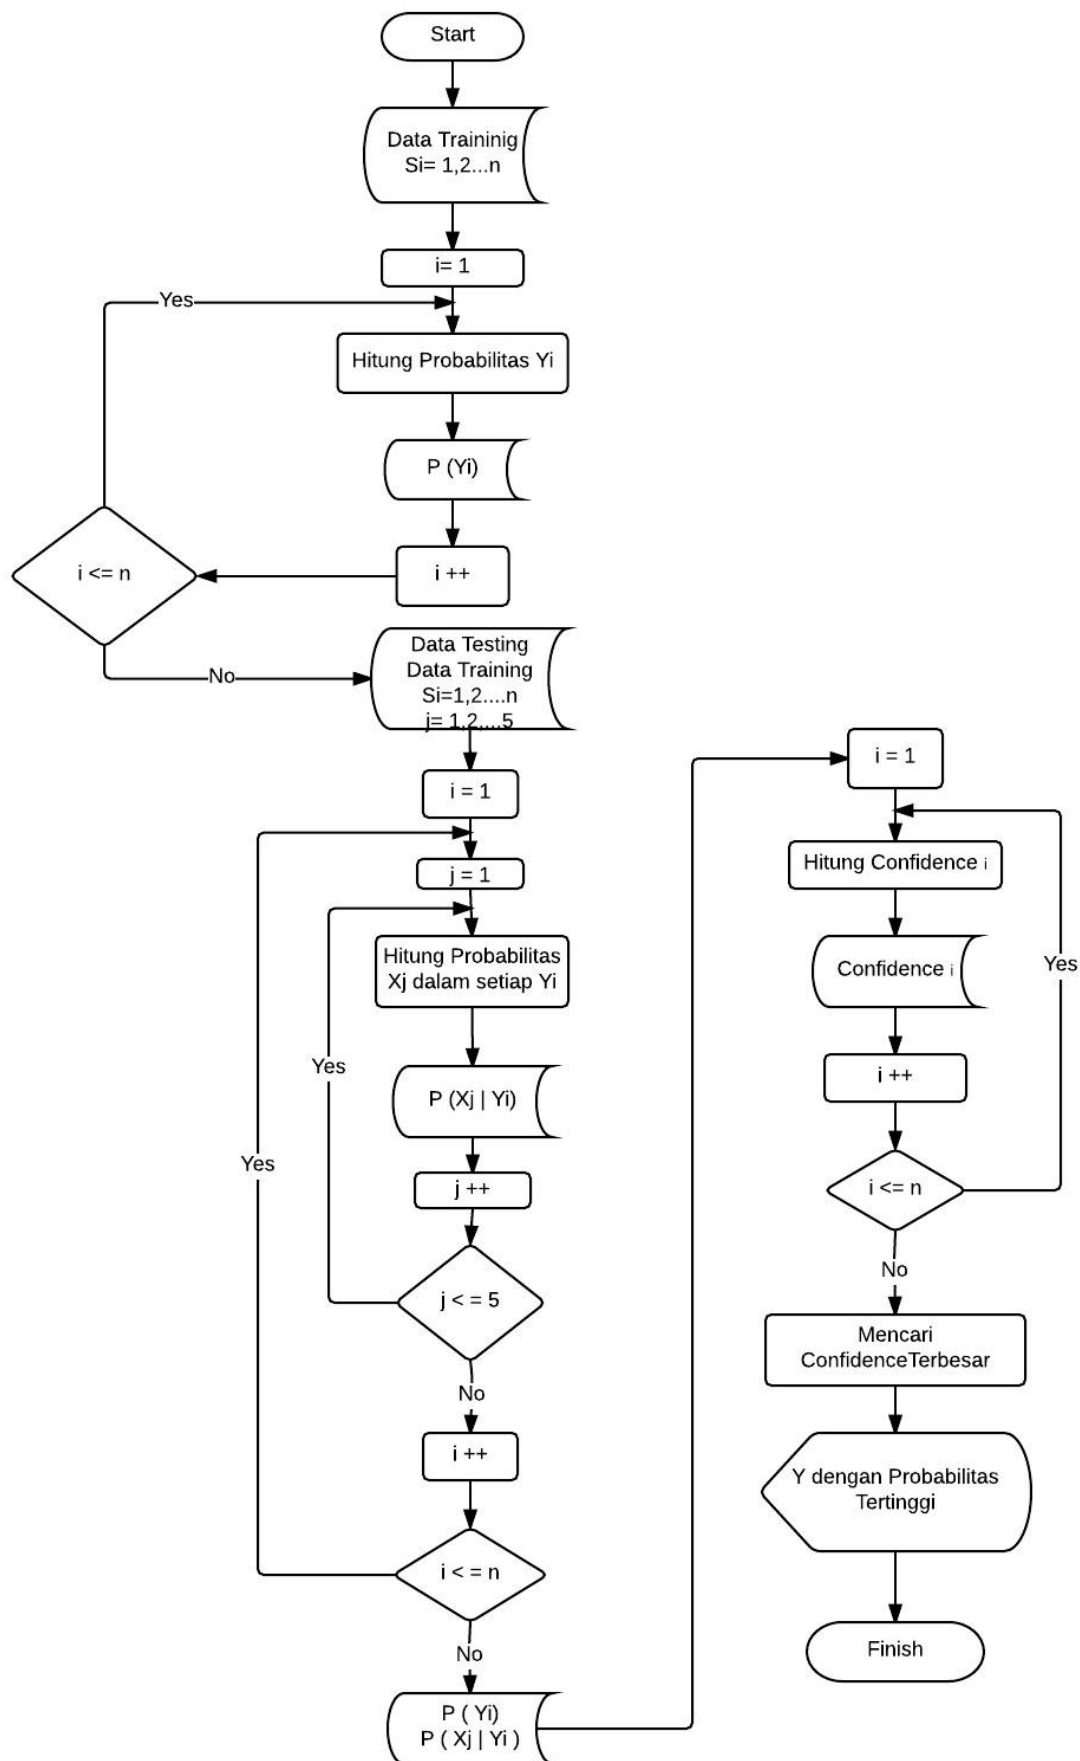 Start
Data Traininig
Si= 1,2...n
i= 1
Yes
Hitung Probabilitas Yi
P (Yi)
i ++
i <= n
No
Data Testing
Data Training
Si=1,2....n
j= 1,2,...5
i = 1
j = 1
Hitung Probabilitas
Xj dalam setiap Yi
Yes
P (Xj | Yi)
Yes
j ++
j < = 5
No
i ++
i < = n
No
P ( Yi)
P ( Xj | Yi )
i = 1
Hitung Confidence i
Confidence i
Yes
i ++
i <= n
No
Mencari
ConfidenceTerbesar
Y dengan Probabilitas
Tertinggi
Finish